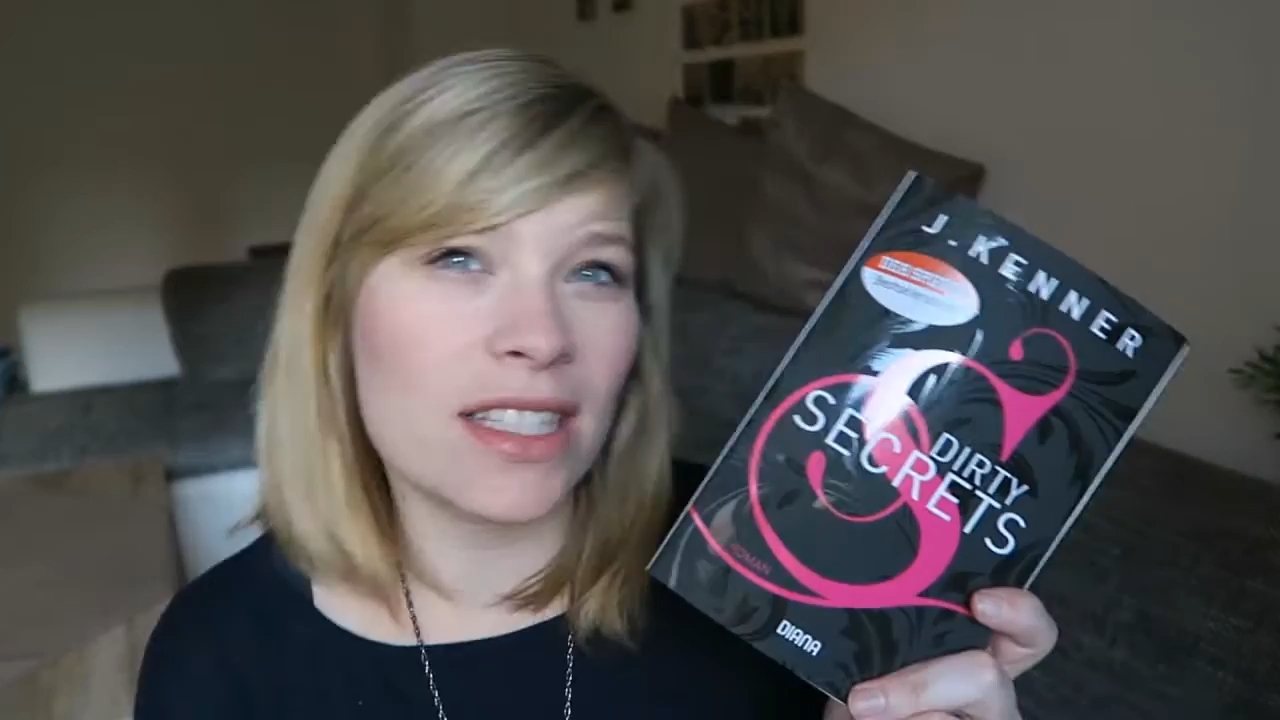 J. KENNER
DIRTY
SECRETS
ROMAN
DIANA